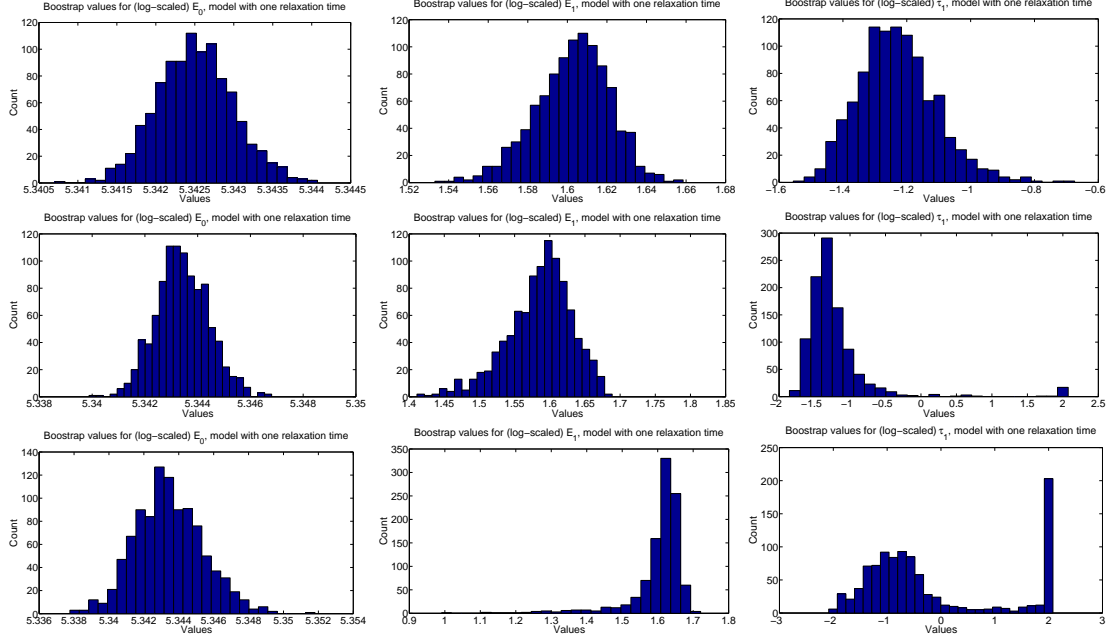 Boostrap values for (log−scaled) E0, model with one relaxation time
120
100
80
60
40
20
0
Count
5.3405 5.341 5.3415 5.342 5.3425 5.343 5.3435 5.344 5.3445
Values
Boostrap values for (log−scaled) E1, model with one relaxation time
120
100
80
60
40
20
0
Count
1.52 1.54 1.56 1.58 1.6 1.62 1.64 1.66 1.68
Values
Boostrap values for (log−scaled) τ1, model with one relaxation time
120
100
80
60
40
20
0
Count
−1.6 −1.4 −1.2 −1 −0.8 −0.6
Values
Boostrap values for (log−scaled) E0, model with one relaxation time
120
100
80
60
40
20
0
Count
5.338 5.34 5.342 5.344 5.346 5.348 5.35
Values
Boostrap values for (log−scaled) E1, model with one relaxation time
120
100
80
60
40
20
0
Count
1.4 1.45 1.5 1.55 1.6 1.65 1.7 1.75 1.8 1.85
Values
Boostrap values for (log−scaled) τ1, model with one relaxation time
300
250
200
150
100
50
0
Count
−2 −1.5 −1 −0.5 0 0.5 1 1.5 2 2.5
Values
Boostrap values for (log−scaled) E0, model with one relaxation time
140
120
100
80
60
40
20
0
Count
5.336 5.338 5.34 5.342 5.344 5.346 5.348 5.35 5.352 5.354
Values
Boostrap values for (log−scaled) E1, model with one relaxation time
350
300
250
200
150
100
50
0
Count
0.9 1 1.1 1.2 1.3 1.4 1.5 1.6 1.7 1.8
Values
Boostrap values for (log−scaled) τ1, model with one relaxation time
250
200
150
100
50
0
Count
−3 −2 −1 0 1 2 3
Values